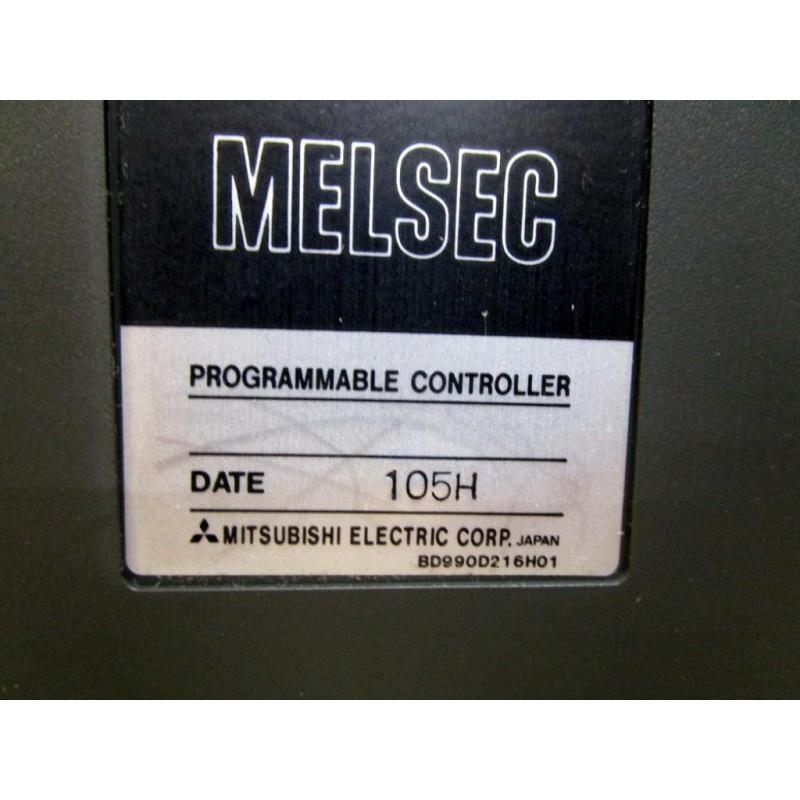 MELSEC
PROGRAMMABLE CONTROLLER
DATE 105H
MITSUBISHI ELECTRIC CORP. JAPAN
BD990D216H01